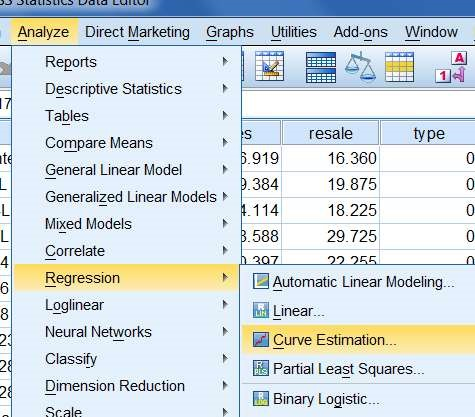 SS Statistics Data Editor
Analyze Direct Marketing Graphs Utilities Add-ons Window
Reports
Descriptive Statistics
Tables
Compare Means
General Linear Model
Generalized Linear Models
Mixed Models
Correlate
Regression
Loglinear
Neural Networks
Classify
Dimension Reduction
Scale
es resale type
6.919 16.360 0
9.384 19.875 0
4.114 18.225 0
8.588 29.725 0
0.397 22.255 0
Automatic Linear Modeling...
Linear...
Curve Estimation...
Partial Least Squares...
Binary Logistic...